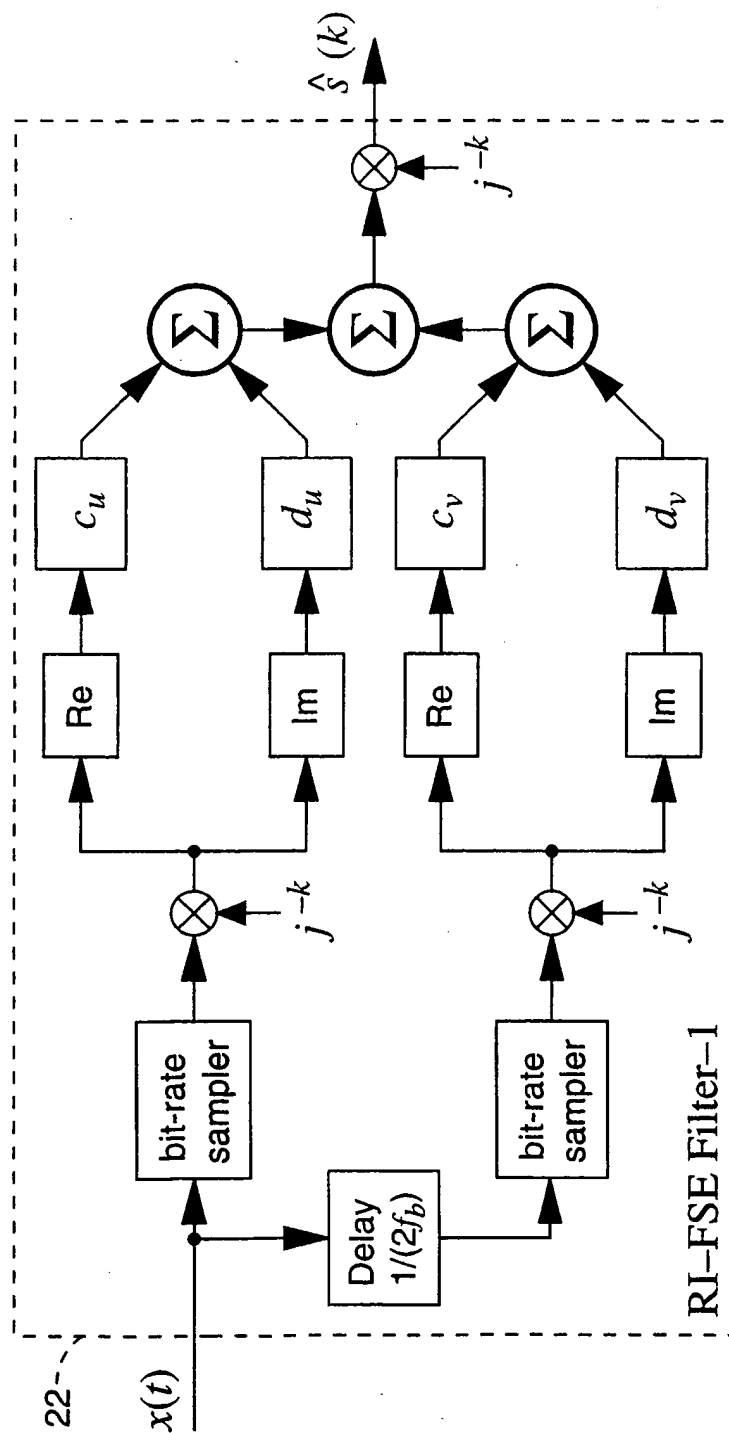 22
x(t)
bit-rate
sampler
j⁻ᵏ
Re
c_u
Im
d_u
Σ
Delay
1/(2f_b)
bit-rate
sampler
j⁻ᵏ
Re
c_v
Im
d_v
Σ
Σ
j⁻ᵏ
ŝ(k)
RI–FSE Filter–1